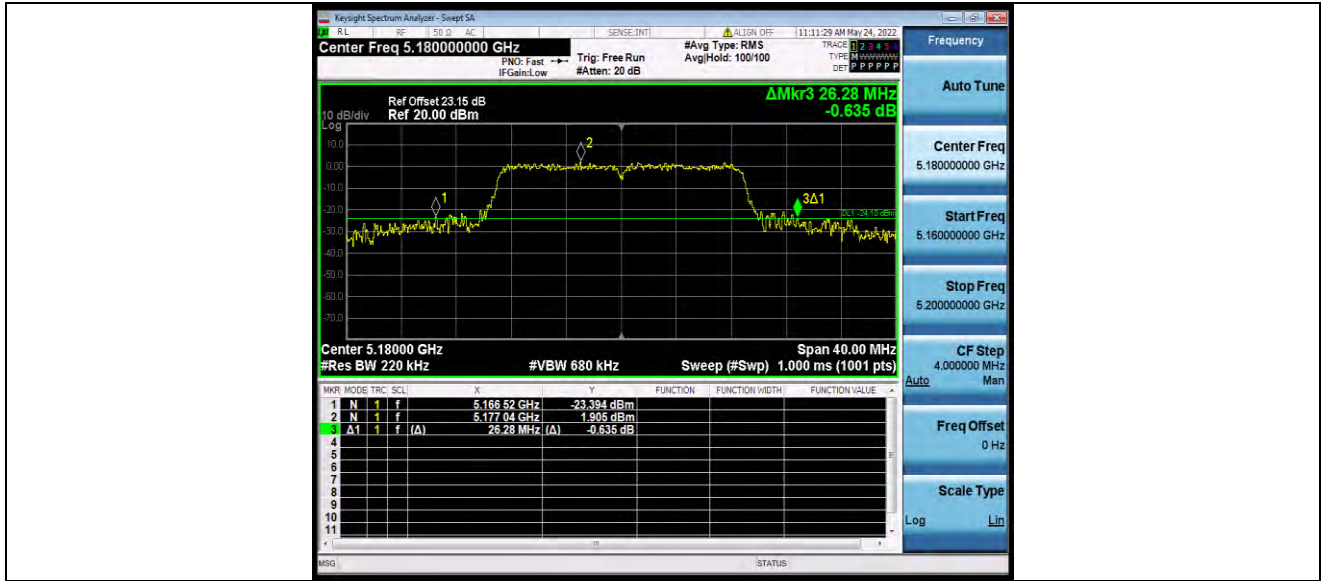 Keysight Spectrum Analyzer - Swept SA
RL RF 50 Ω AC SENSE:INT ALIGN OFF 11:11:29 AM May 24, 2022
Center Freq 5.180000000 GHz
PNO: Fast
IFGain:Low
Trig: Free Run
#Atten: 20 dB
#Avg Type: RMS
Avg|Hold: 100/100
TRACE 1 2 3 4 5 6
TYPE M WWWWW
DET P P P P P P
Frequency
ΔMkr3 26.28 MHz
-0.635 dB
Ref Offset 23.15 dB
10 dB/div Ref 20.00 dBm
Log
10.0
0.00
-10.0
-20.0
-30.0
-40.0
-50.0
-60.0
-70.0
1
2
3Δ1
DL1 -24.10 dBm
Center 5.18000 GHz Span 40.00 MHz
#Res BW 220 kHz #VBW 680 kHz Sweep (#Swp) 1.000 ms (1001 pts)
MKR MODE TRC SCL X Y FUNCTION FUNCTION WIDTH FUNCTION VALUE
1 N 1 f 5.166 52 GHz -23.394 dBm
2 N 1 f 5.177 04 GHz 1.905 dBm
3 Δ1 1 f (Δ) 26.28 MHz (Δ) -0.635 dB
4
5
6
7
8
9
10
11
MSG STATUS
Auto Tune
Center Freq
5.180000000 GHz
Start Freq
5.160000000 GHz
Stop Freq
5.200000000 GHz
CF Step
4.000000 MHz
Auto Man
Freq Offset
0 Hz
Scale Type
Log Lin